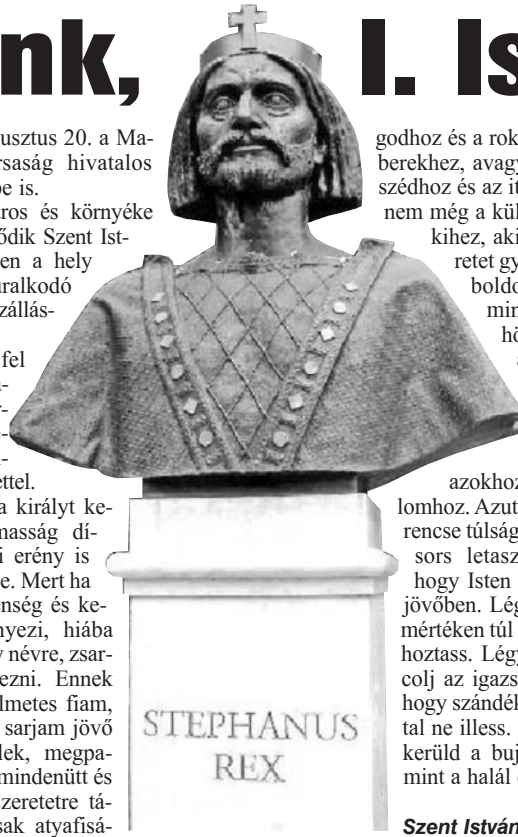 nk, I. Is
usztus 20. a Ma-
rsaság hivatalos
be is.
ros és környéke
ődik Szent Ist-
en a hely
uralkodó
zállás-
fel
ettel.
a királyt ke-
masság dí-
i erény is
e. Mert ha
enség és ke-
nyezi, hiába
y névre, zsar-
ezni. Ennek
lmetes fiam,
sarjam jövő
lek, megpa-
mindenütt és
szeretetre tá-
sak atyafisá-
STEPHANUS
REX
godhoz és a rok
berekhez, avagy
szédhoz és az it
nem még a kül
kihez, aki
retet gy
boldo
min
hö
azokhoz
lomhoz. Azut
rencse túlság
sors letasz
hogy Isten
jövőben. Lég
mértéken túl
hoztass. Légy
colj az igazs
hogy szándék
tal ne illess.
kerüld a buj
mint a halál
Szent István